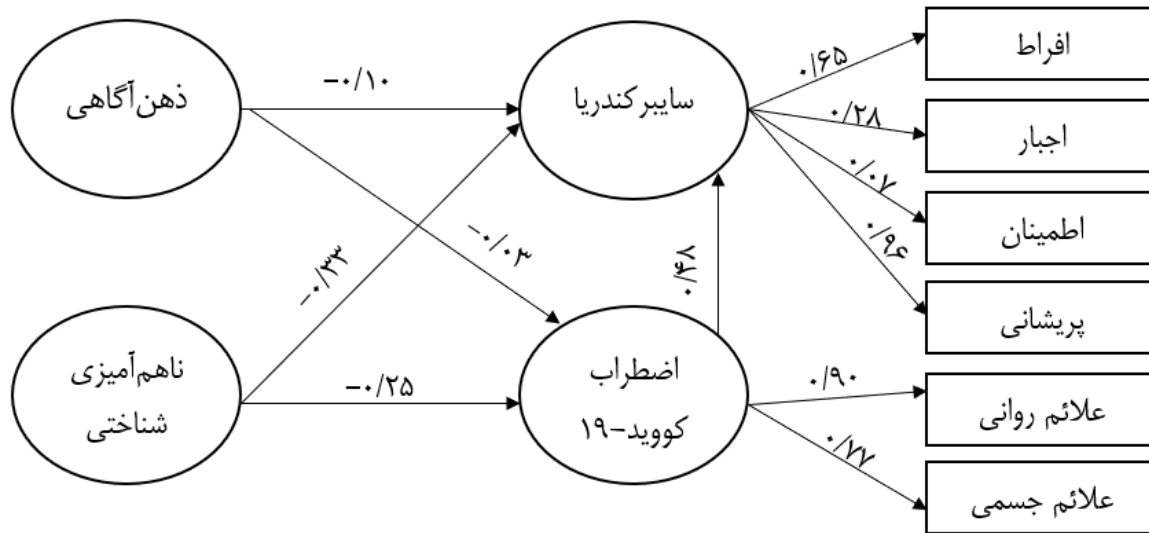 ذهن‌آگاهی
ناهم‌آمیزی
شناختی
سایبرکندریا
اضطراب
کووید-۱۹
افراط
اجبار
اطمینان
پریشانی
علائم روانی
علائم جسمی
-۰/۱۰
-۰/۰۳
-۰/۳۳
-۰/۲۵
۰/۴۸
۰/۶۵
۰/۲۸
۰/۰۷
۰/۹۶
۰/۹۰
۰/۷۷